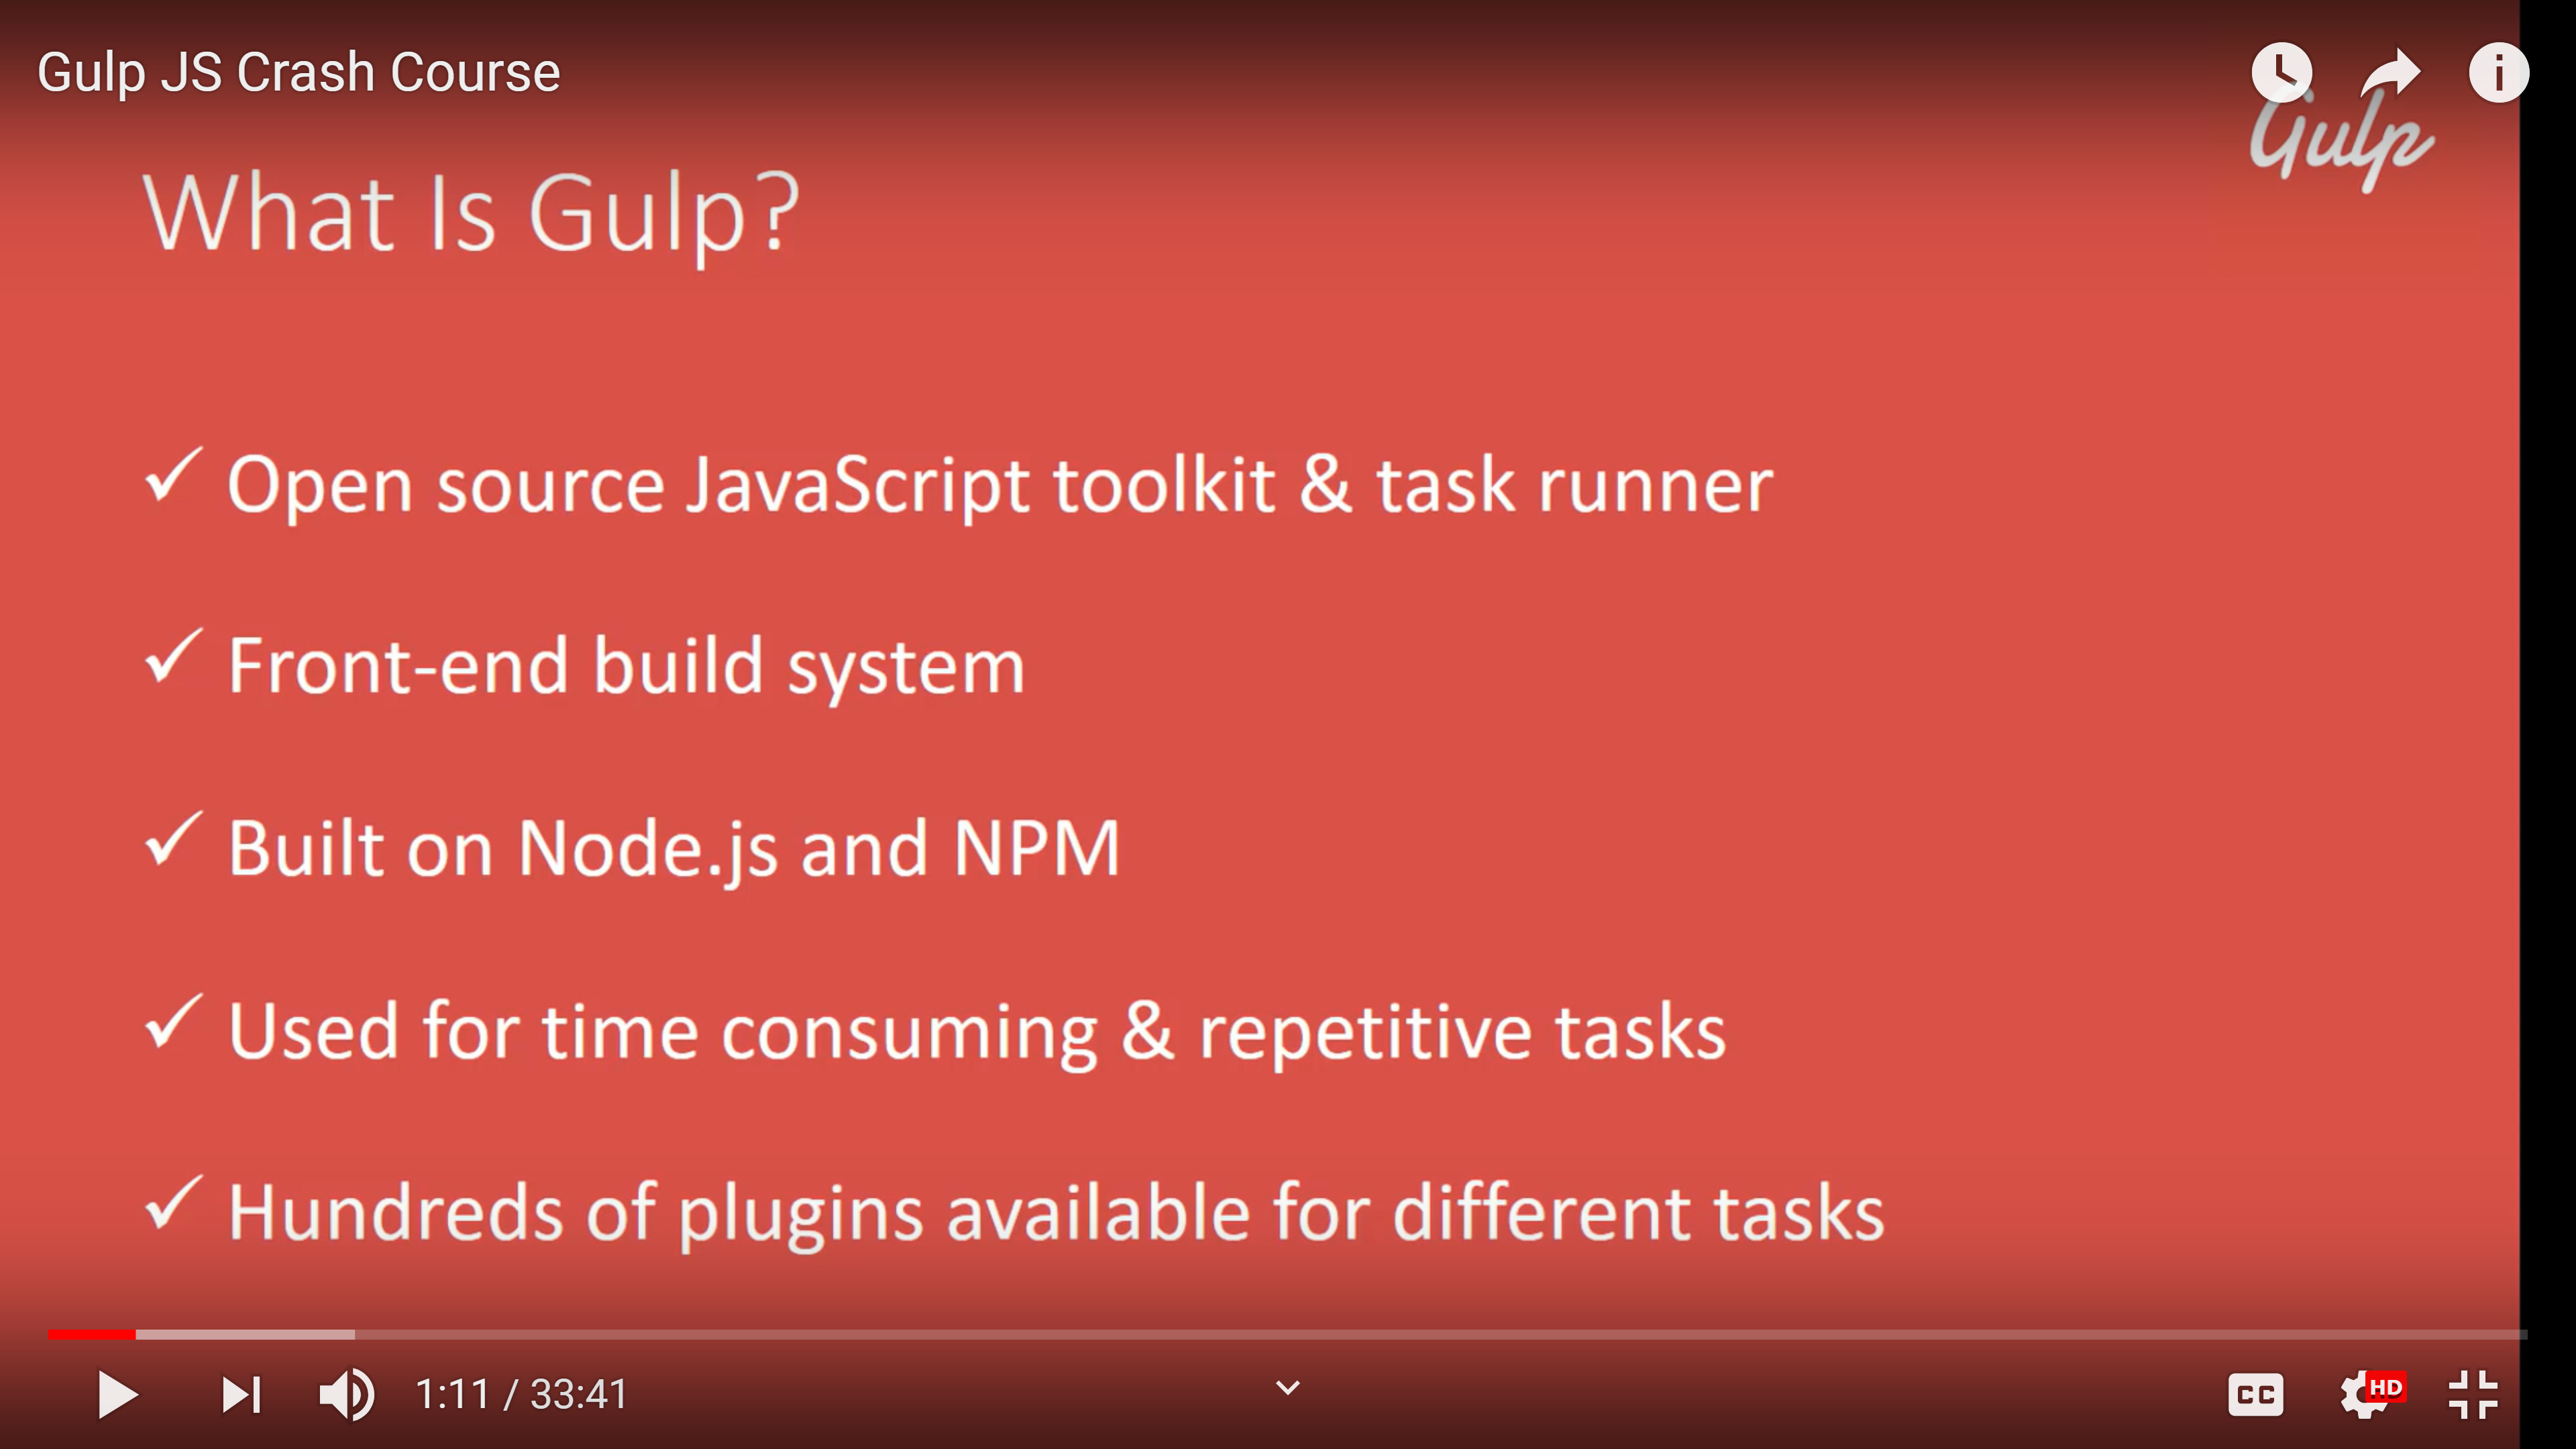 Gulp JS Crash Course
Gulp
What Is Gulp?
Open source JavaScript toolkit & task runner
Front-end build system
Built on Node.js and NPM
Used for time consuming & repetitive tasks
Hundreds of plugins available for different tasks
1:11 / 33:41
CC
HD